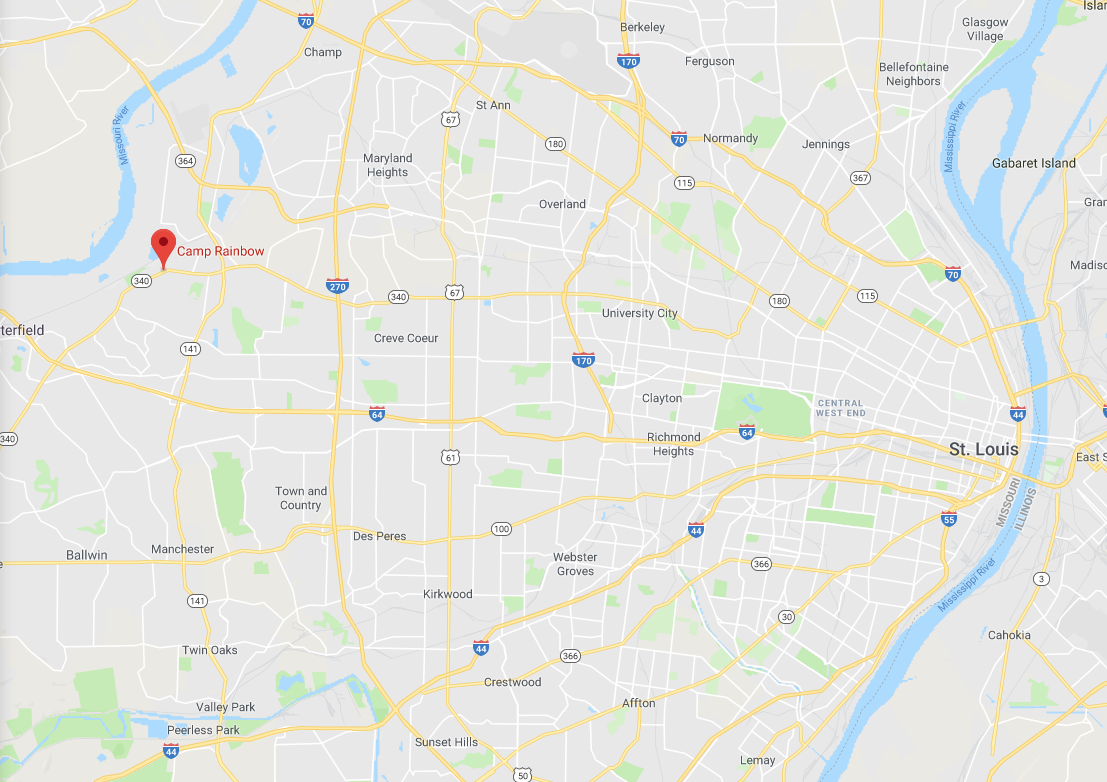 70
Champ
Berkeley
Glasgow
Village
Islan
170
Ferguson
Bellefontaine
Neighbors
St Ann
67
Missouri River
Mississippi River
70
Normandy
Jennings
180
364
Maryland
Heights
Gabaret Island
367
115
Overland
Gran
Camp Rainbow
340
270
67
340
70
Madiso
180
115
University City
terfield
Creve Coeur
141
170
Clayton
CENTRAL
WEST END
64
64
44
340
Richmond
Heights
St. Louis
61
East S
Town and
Country
MISSOURI
ILLINOIS
100
44
55
Des Peres
Ballwin
Manchester
e
Webster
Groves
366
Mississippi River
3
Kirkwood
141
30
Cahokia
Twin Oaks
44
366
Crestwood
Valley Park
Affton
Peerless Park
44
Sunset Hills
Lemay
50